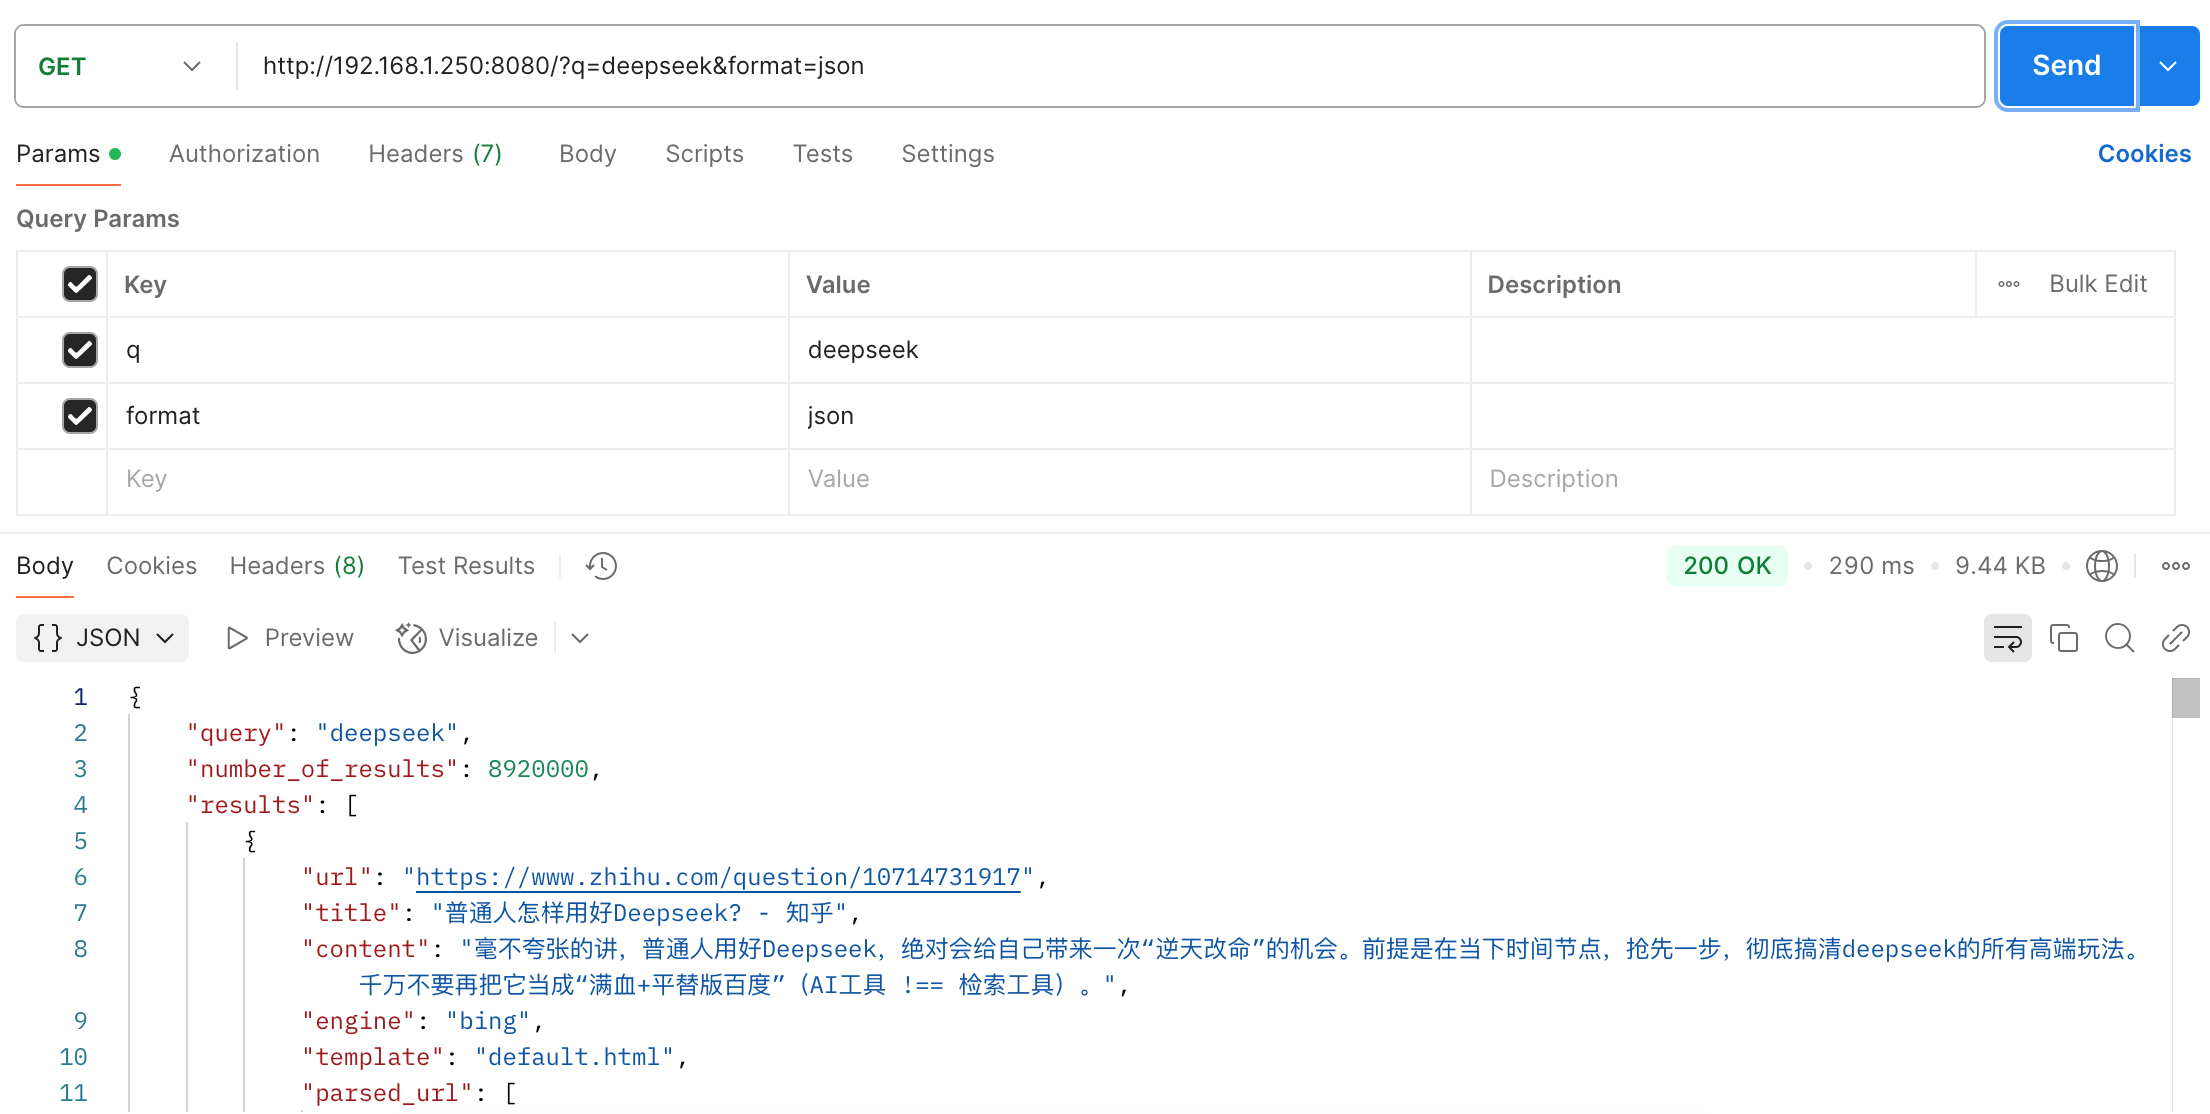 GET http://192.168.1.250:8080/?q=deepseek&format=json Send
Params Authorization Headers (7) Body Scripts Tests Settings Cookies
Query Params
Key Value Description Bulk Edit
q deepseek
format json
Key Value Description
Body Cookies Headers (8) Test Results 200 OK 290 ms 9.44 KB
{} JSON Preview Visualize
1 {
2 "query": "deepseek",
3 "number_of_results": 8920000,
4 "results": [
5 {
6 "url": "https://www.zhihu.com/question/10714731917",
7 "title": "普通人怎样用好Deepseek? - 知乎",
8 "content": "毫不夸张的讲，普通人用好Deepseek，绝对会给自己带来一次“逆天改命”的机会。前提是在当下时间节点，抢先一步，彻底搞清deepseek的所有高端玩法。
千万不要再把它当成“满血+平替版百度”（AI工具 !== 检索工具）。",
9 "engine": "bing",
10 "template": "default.html",
11 "parsed_url": [